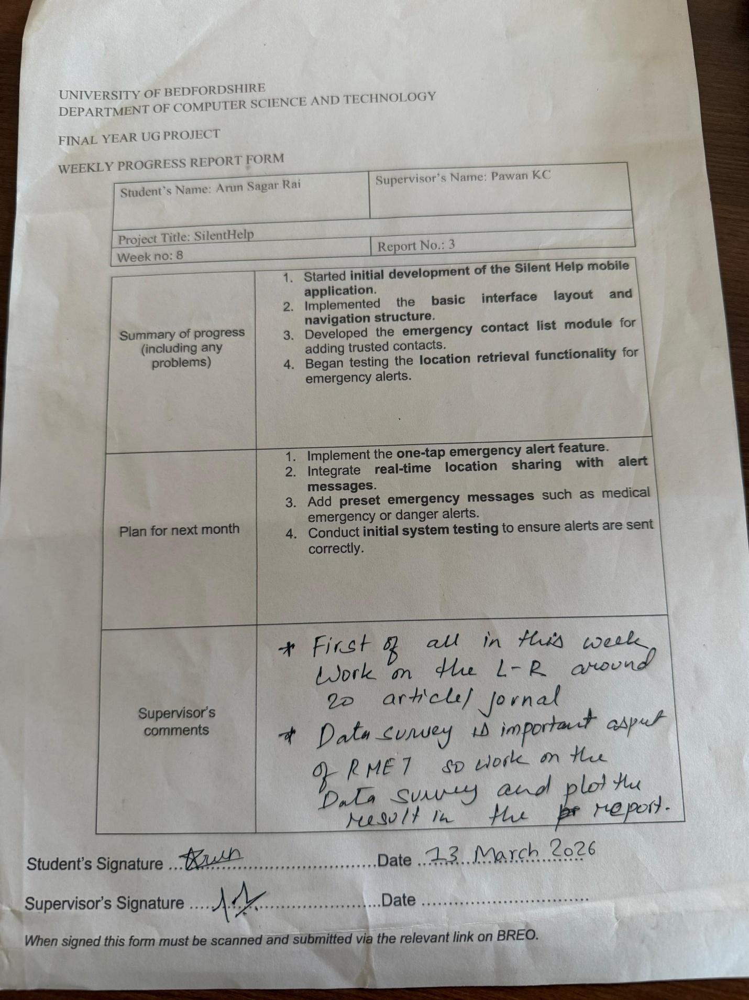 UNIVERSITY OF BEDFORDSHIRE
DEPARTMENT OF COMPUTER SCIENCE AND TECHNOLOGY
FINAL YEAR UG PROJECT
WEEKLY PROGRESS REPORT FORM
Student's Name: Arun Sagar Rai
Supervisor's Name: Pawan KC
Project Title: SilentHelp
Week no: 8
Report No.: 3
Summary of progress
(including any
problems)
1. Started initial development of the Silent Help mobile
application.
2. Implemented the basic interface layout and
navigation structure.
3. Developed the emergency contact list module for
adding trusted contacts.
4. Began testing the location retrieval functionality for
emergency alerts.
Plan for next month
1. Implement the one-tap emergency alert feature.
2. Integrate real-time location sharing with alert
messages.
3. Add preset emergency messages such as medical
emergency or danger alerts.
4. Conduct initial system testing to ensure alerts are sent
correctly.
Supervisor's
comments
* First of all in this week
Work on the L-R around
20 article/ jornal
* Data survey is important aspect
of RMET so work on the
Data survey and plot the
result in the report.
Student's Signature ...Arun..........Date ...13 March 2026
Supervisor's Signature ..........Date ..........
When signed this form must be scanned and submitted via the relevant link on BREO.